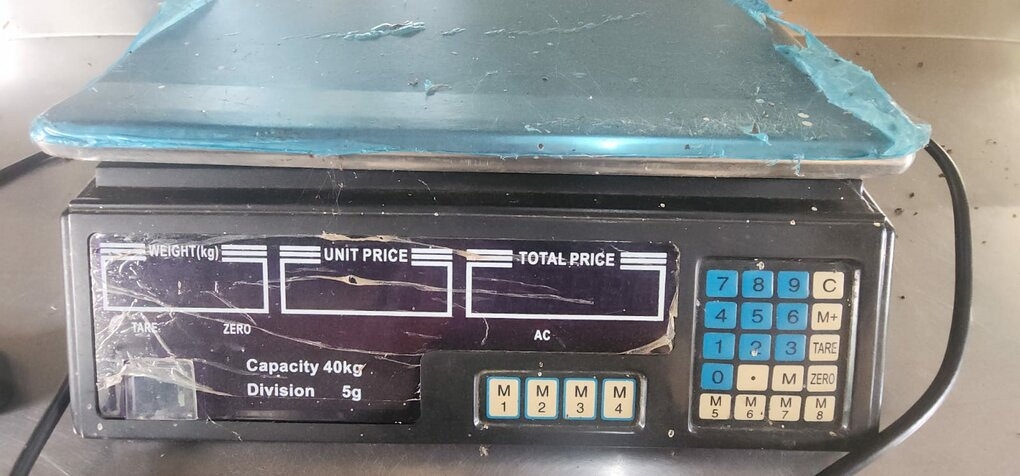 WEIGHT(kg) UNIT PRICE TOTAL PRICE
TARE ZERO AC
Capacity 40kg
Division 5g
M 1 M 2 M 3 M 4
7 8 9 C
4 5 6 M+
1 2 3 TARE
0 . M ZERO
M 5 M 6 M 7 M 8